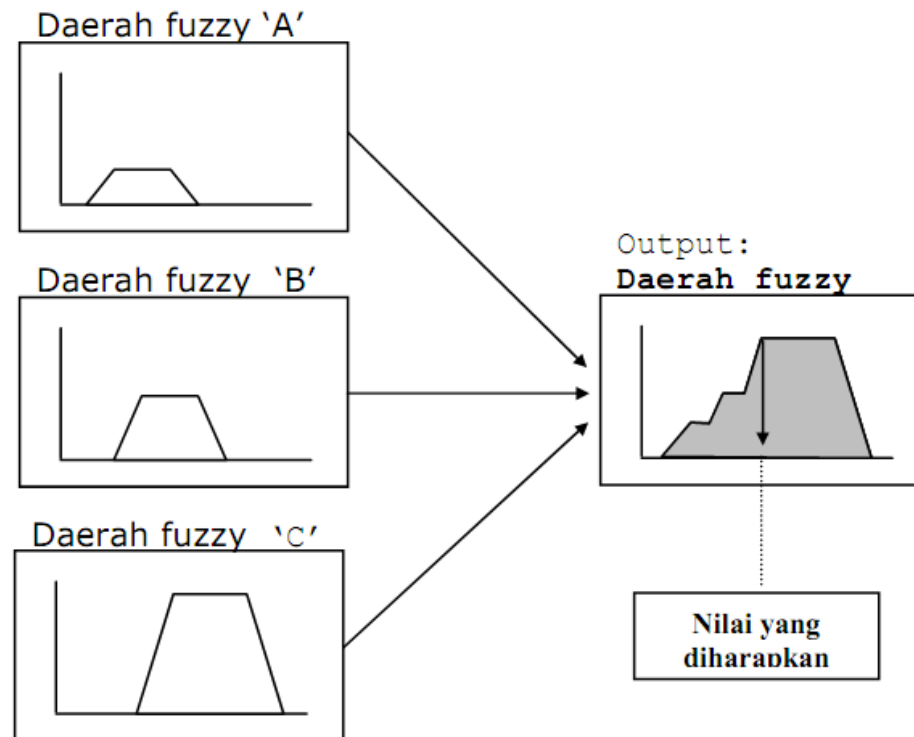 Daerah fuzzy ‘A’
Daerah fuzzy ‘B’
Daerah fuzzy ‘C’
Output:
Daerah fuzzy
Nilai yang
diharapkan